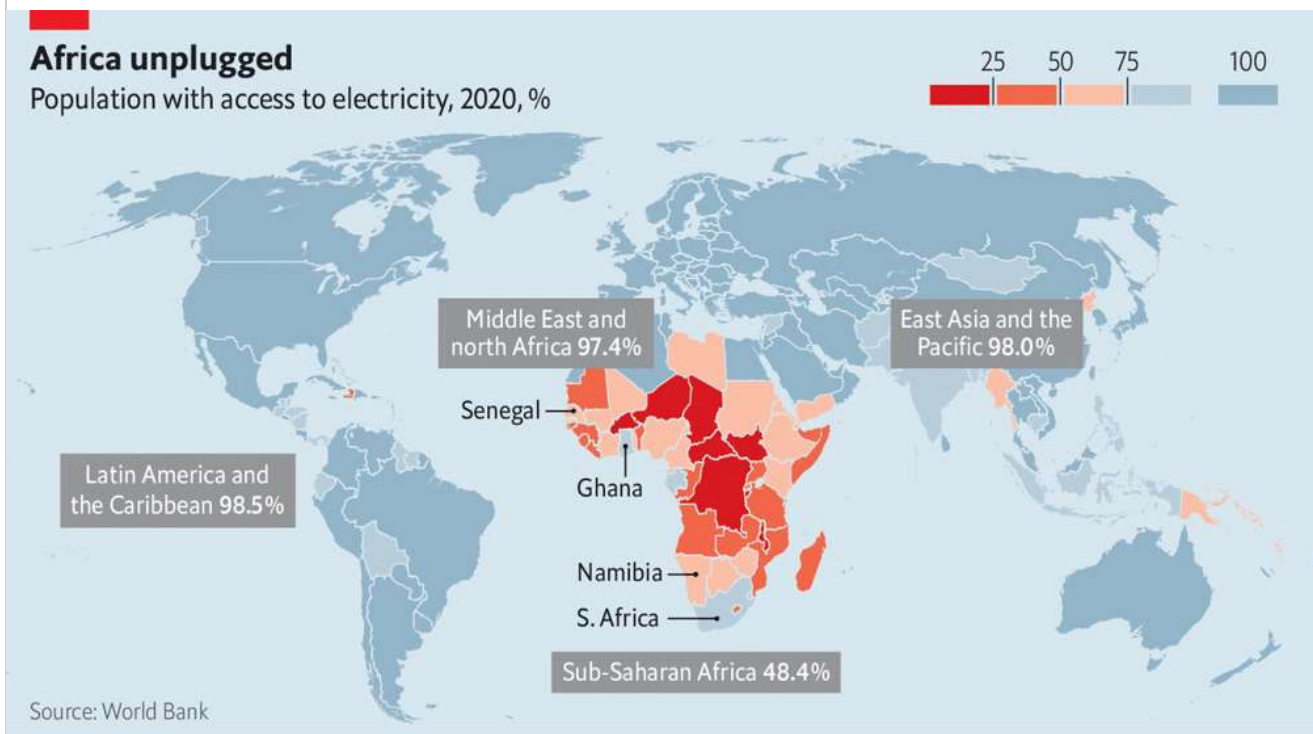 Africa unplugged
Population with access to electricity, 2020, %
25 50 75 100
Middle East and
north Africa 97.4%
East Asia and the
Pacific 98.0%
Senegal
Latin America and
the Caribbean 98.5%
Ghana
Namibia
S. Africa
Sub-Saharan Africa 48.4%
Source: World Bank